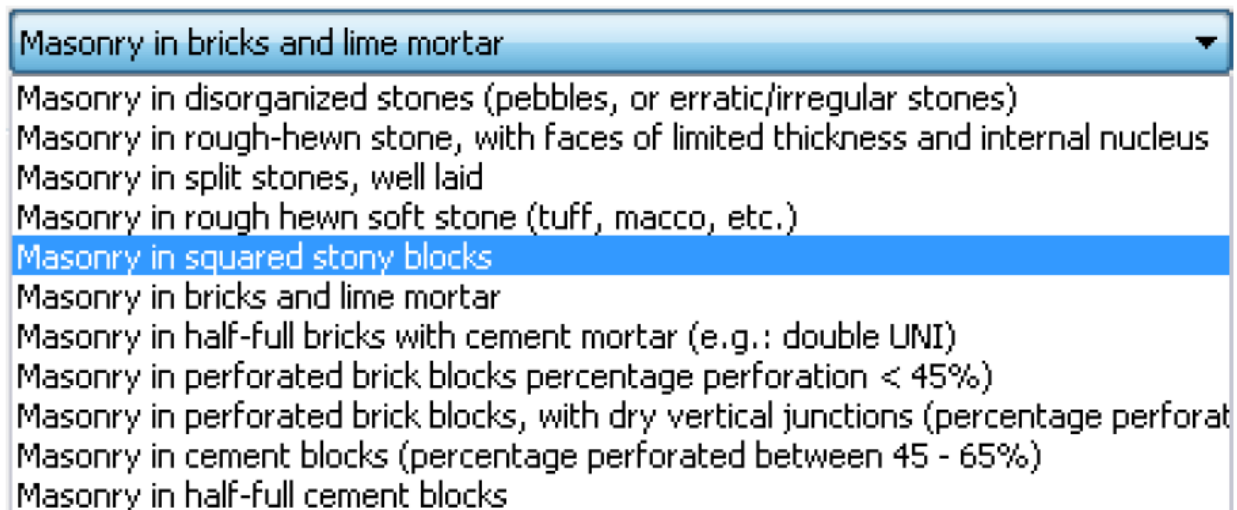 Masonry in bricks and lime mortar
Masonry in disorganized stones (pebbles, or erratic/irregular stones)
Masonry in rough-hewn stone, with faces of limited thickness and internal nucleus
Masonry in split stones, well laid
Masonry in rough hewn soft stone (tuff, macco, etc.)
Masonry in squared stony blocks
Masonry in bricks and lime mortar
Masonry in half-full bricks with cement mortar (e.g.: double UNI)
Masonry in perforated brick blocks percentage perforation < 45%)
Masonry in perforated brick blocks, with dry vertical junctions (percentage perforat
Masonry in cement blocks (percentage perforated between 45 - 65%)
Masonry in half-full cement blocks